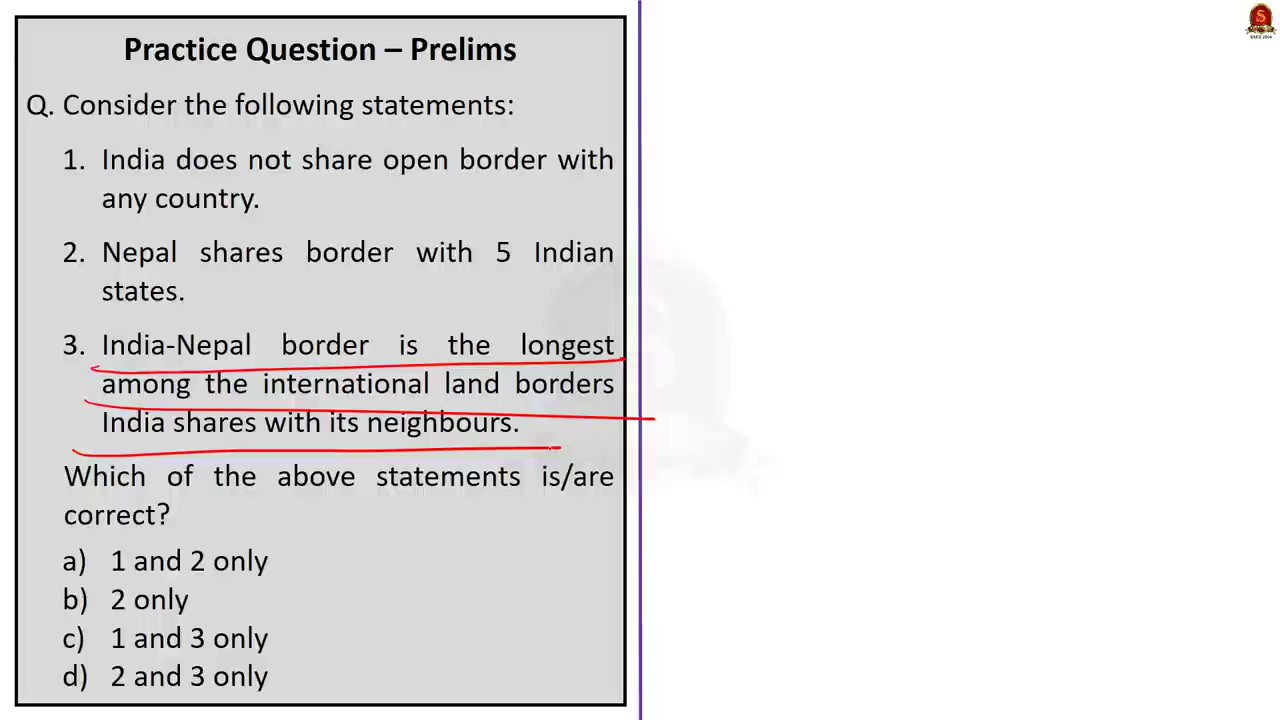 Practice Question – Prelims
Q. Consider the following statements:
1. India does not share open border with
any country.
2. Nepal shares border with 5 Indian
states.
3. India-Nepal border is the longest
among the international land borders
India shares with its neighbours.
Which of the above statements is/are
correct?
a) 1 and 2 only
b) 2 only
c) 1 and 3 only
d) 2 and 3 only